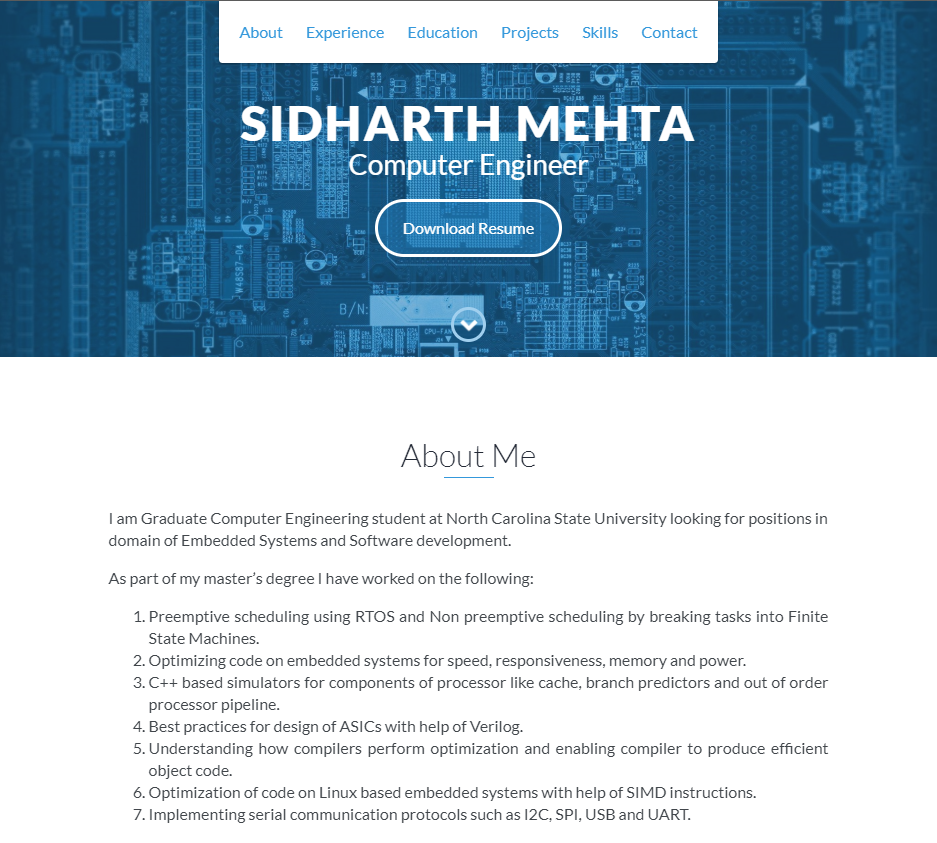 About Experience Education Projects Skills Contact
SIDHARTH MEHTA
Computer Engineer
Download Resume
B/N:
W48S87-04
About Me
I am Graduate Computer Engineering student at North Carolina State University looking for positions in
domain of Embedded Systems and Software development.
As part of my master’s degree I have worked on the following:
1. Preemptive scheduling using RTOS and Non preemptive scheduling by breaking tasks into Finite
State Machines.
2. Optimizing code on embedded systems for speed, responsiveness, memory and power.
3. C++ based simulators for components of processor like cache, branch predictors and out of order
processor pipeline.
4. Best practices for design of ASICs with help of Verilog.
5. Understanding how compilers perform optimization and enabling compiler to produce efficient
object code.
6. Optimization of code on Linux based embedded systems with help of SIMD instructions.
7. Implementing serial communication protocols such as I2C, SPI, USB and UART.